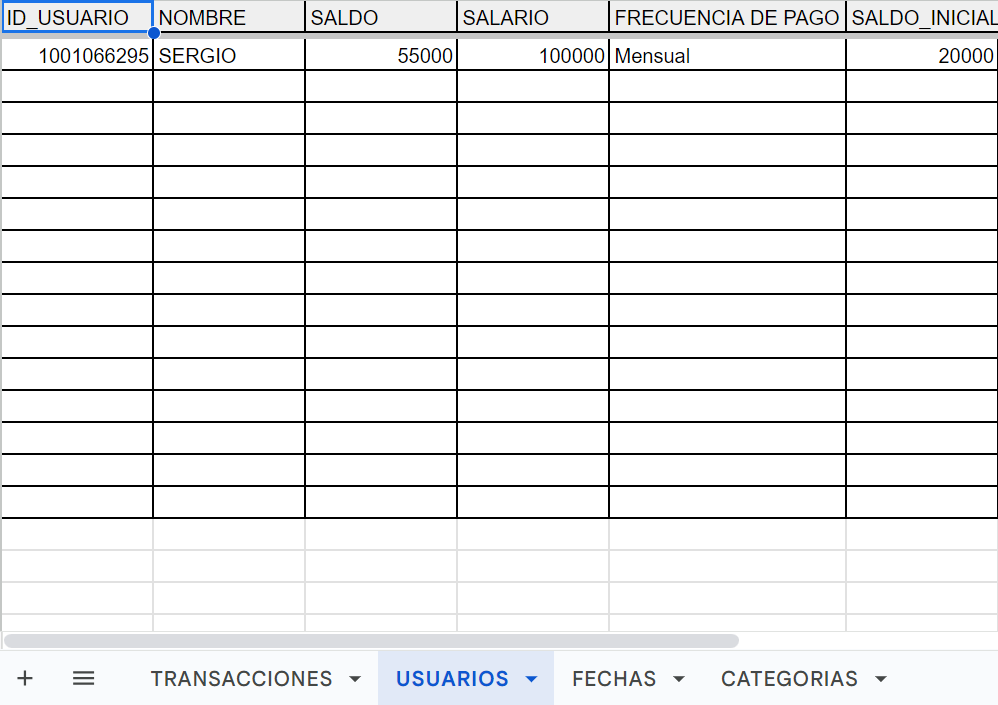 ID_USUARIO NOMBRE SALDO SALARIO FRECUENCIA DE PAGO SALDO_INICIAL
1001066295 SERGIO 55000 100000 Mensual 20000
TRANSACCIONES USUARIOS FECHAS CATEGORIAS